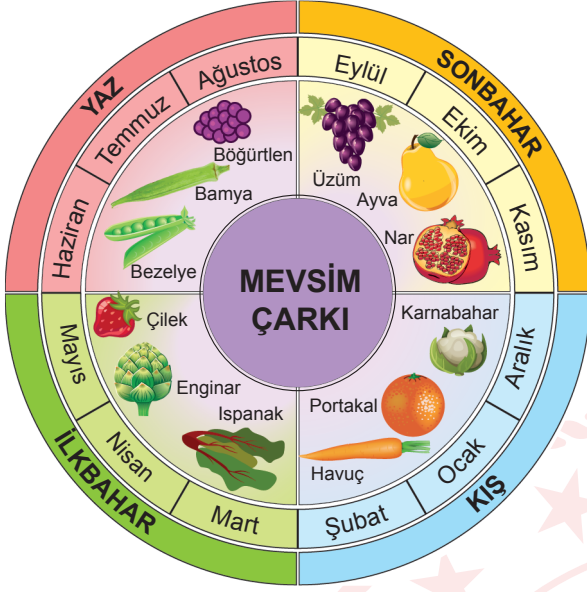 YAZ
Haziran
Temmuz
Ağustos
Böğürtlen
Bamya
Bezelye
SONBAHAR
Eylül
Ekim
Kasım
Üzüm
Ayva
Nar
MEVSİM
ÇARKI
KIŞ
Aralık
Ocak
Şubat
Karnabahar
Portakal
Havuç
İLKBAHAR
Mart
Nisan
Mayıs
Çilek
Enginar
Ispanak